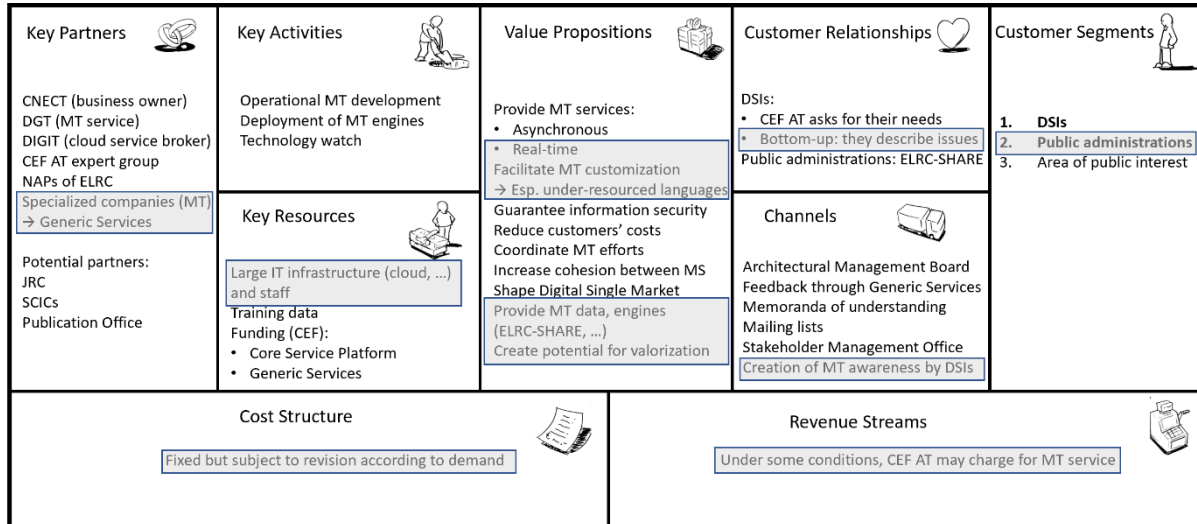 Key Partners
CNECT (business owner)
DGT (MT service)
DIGIT (cloud service broker)
CEF AT expert group
NAPs of ELRC
Specialized companies (MT)
→ Generic Services
Potential partners:
JRC
SCICs
Publication Office
Key Activities
Operational MT development
Deployment of MT engines
Technology watch
Key Resources
Large IT infrastructure (cloud, …)
and staff
Training data
Funding (CEF):
• Core Service Platform
• Generic Services
Value Propositions
Provide MT services:
• Asynchronous
• Real-time
Facilitate MT customization
→ Esp. under-resourced languages
Guarantee information security
Reduce customers' costs
Coordinate MT efforts
Increase cohesion between MS
Shape Digital Single Market
Provide MT data, engines
(ELRC-SHARE, …)
Create potential for valorization
Customer Relationships
DSIs:
• CEF AT asks for their needs
• Bottom-up: they describe issues
Public administrations: ELRC-SHARE
Channels
Architectural Management Board
Feedback through Generic Services
Memoranda of understanding
Mailing lists
Stakeholder Management Office
Creation of MT awareness by DSIs
Customer Segments
1. DSIs
2. Public administrations
3. Area of public interest
Cost Structure
Fixed but subject to revision according to demand
Revenue Streams
Under some conditions, CEF AT may charge for MT service